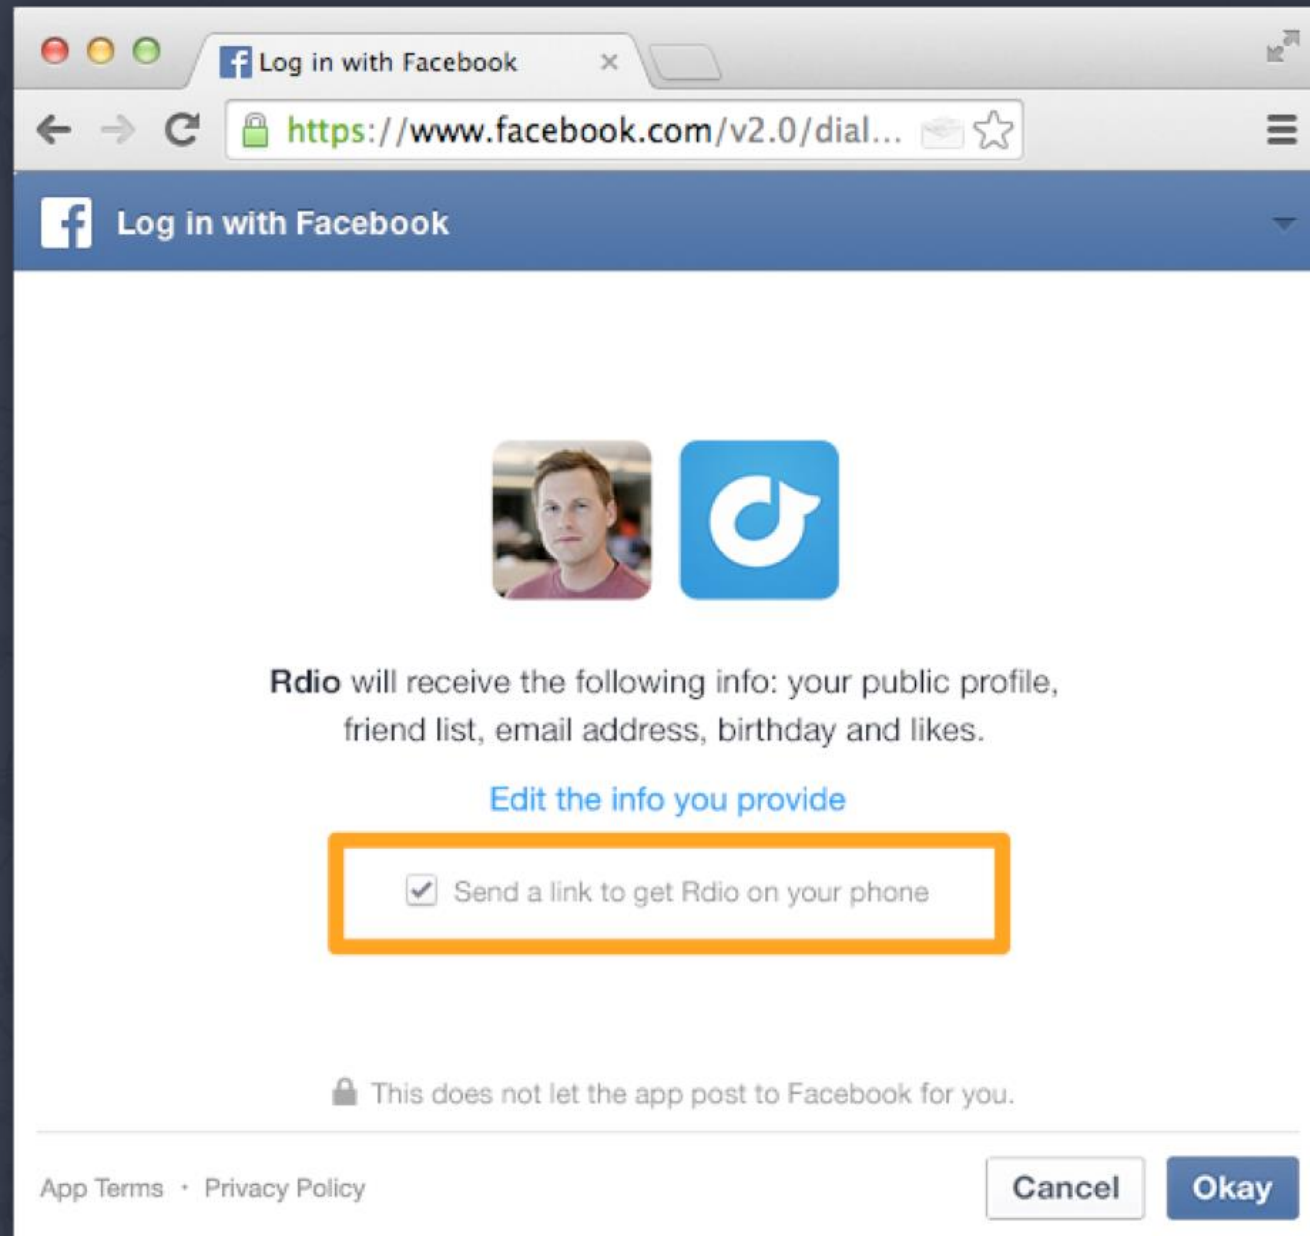 Log in with Facebook
https://www.facebook.com/v2.0/dial...
Log in with Facebook
Rdio will receive the following info: your public profile,
friend list, email address, birthday and likes.
Edit the info you provide
Send a link to get Rdio on your phone
This does not let the app post to Facebook for you.
App Terms · Privacy Policy
Cancel
Okay